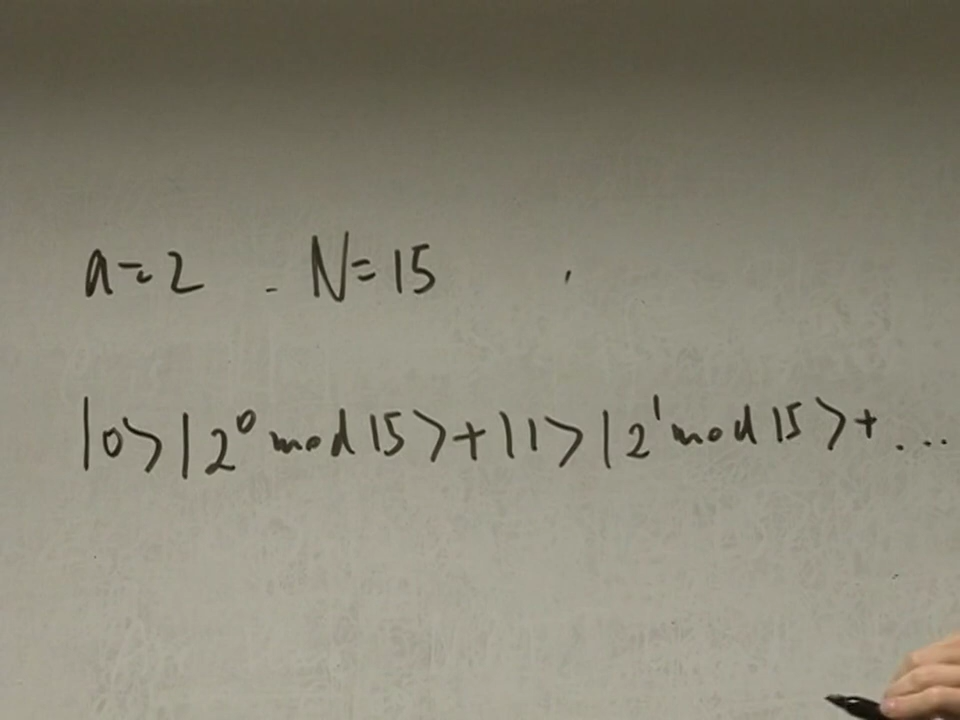 a=2 . N=15 ,
|0>|2⁰ mod 15>+|1>|2¹ mod 15>+...